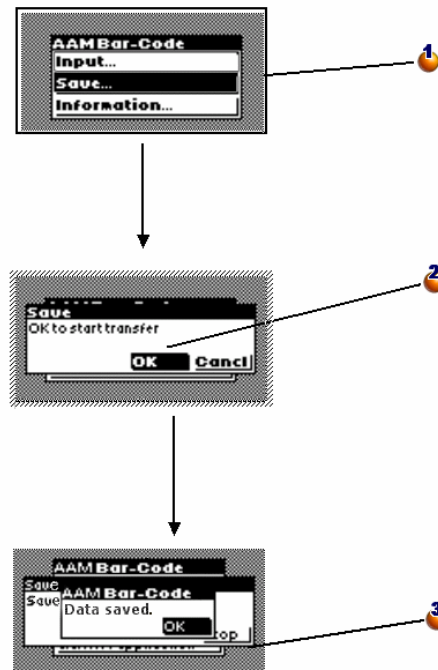 AAM Bar-Code
Input...
Save...
Information...
1
Save
OK to start transfer
OK Cancl
2
AAM Bar-Code
Save
Save
AAM Bar-Code
Data saved.
OK
top
3